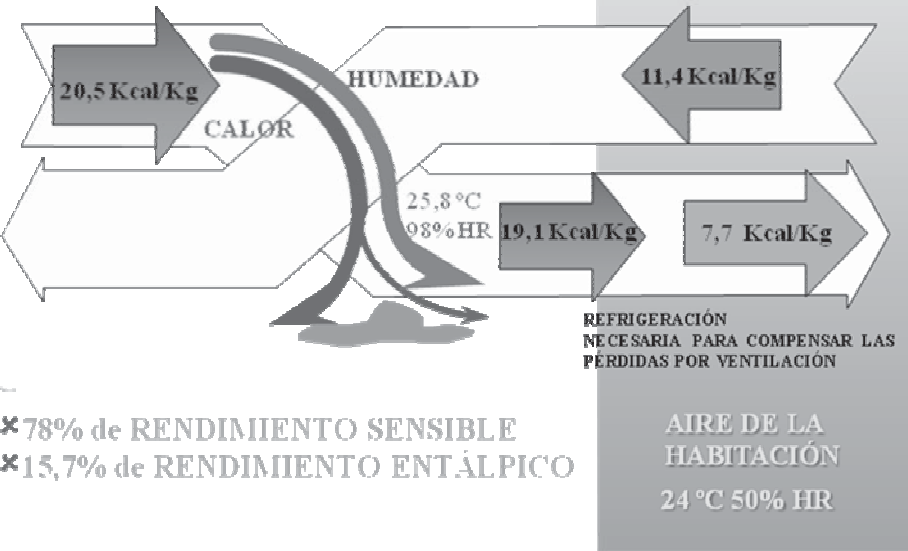 20,5 Kcal/Kg
HUMEDAD
11,4 Kcal/Kg
CALOR
25,8 ºC
98% HR
19,1 Kcal/Kg
7,7 Kcal/Kg
REFRIGERACIÓN
NECESARIA PARA COMPENSAR LAS
PÉRDIDAS POR VENTILACIÓN
78% de RENDIMIENTO SENSIBLE
15,7% de RENDIMIENTO ENTÁLPICO
AIRE DE LA
HABITACIÓN
24 ºC 50% HR